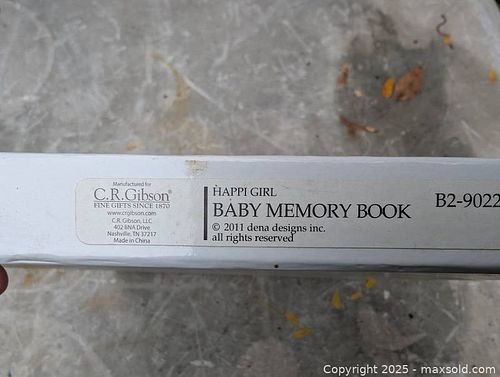 Manufactured for
C.R.Gibson®
FINE GIFTS SINCE 1870
www.crgibson.com
C.R. Gibson, LLC
402 BNA Drive
Nashville, TN 37217
Made in China
HAPPI GIRL
BABY MEMORY BOOK
© 2011 dena designs inc.
all rights reserved
B2-9022
Copyright © 2025 - maxsold.com